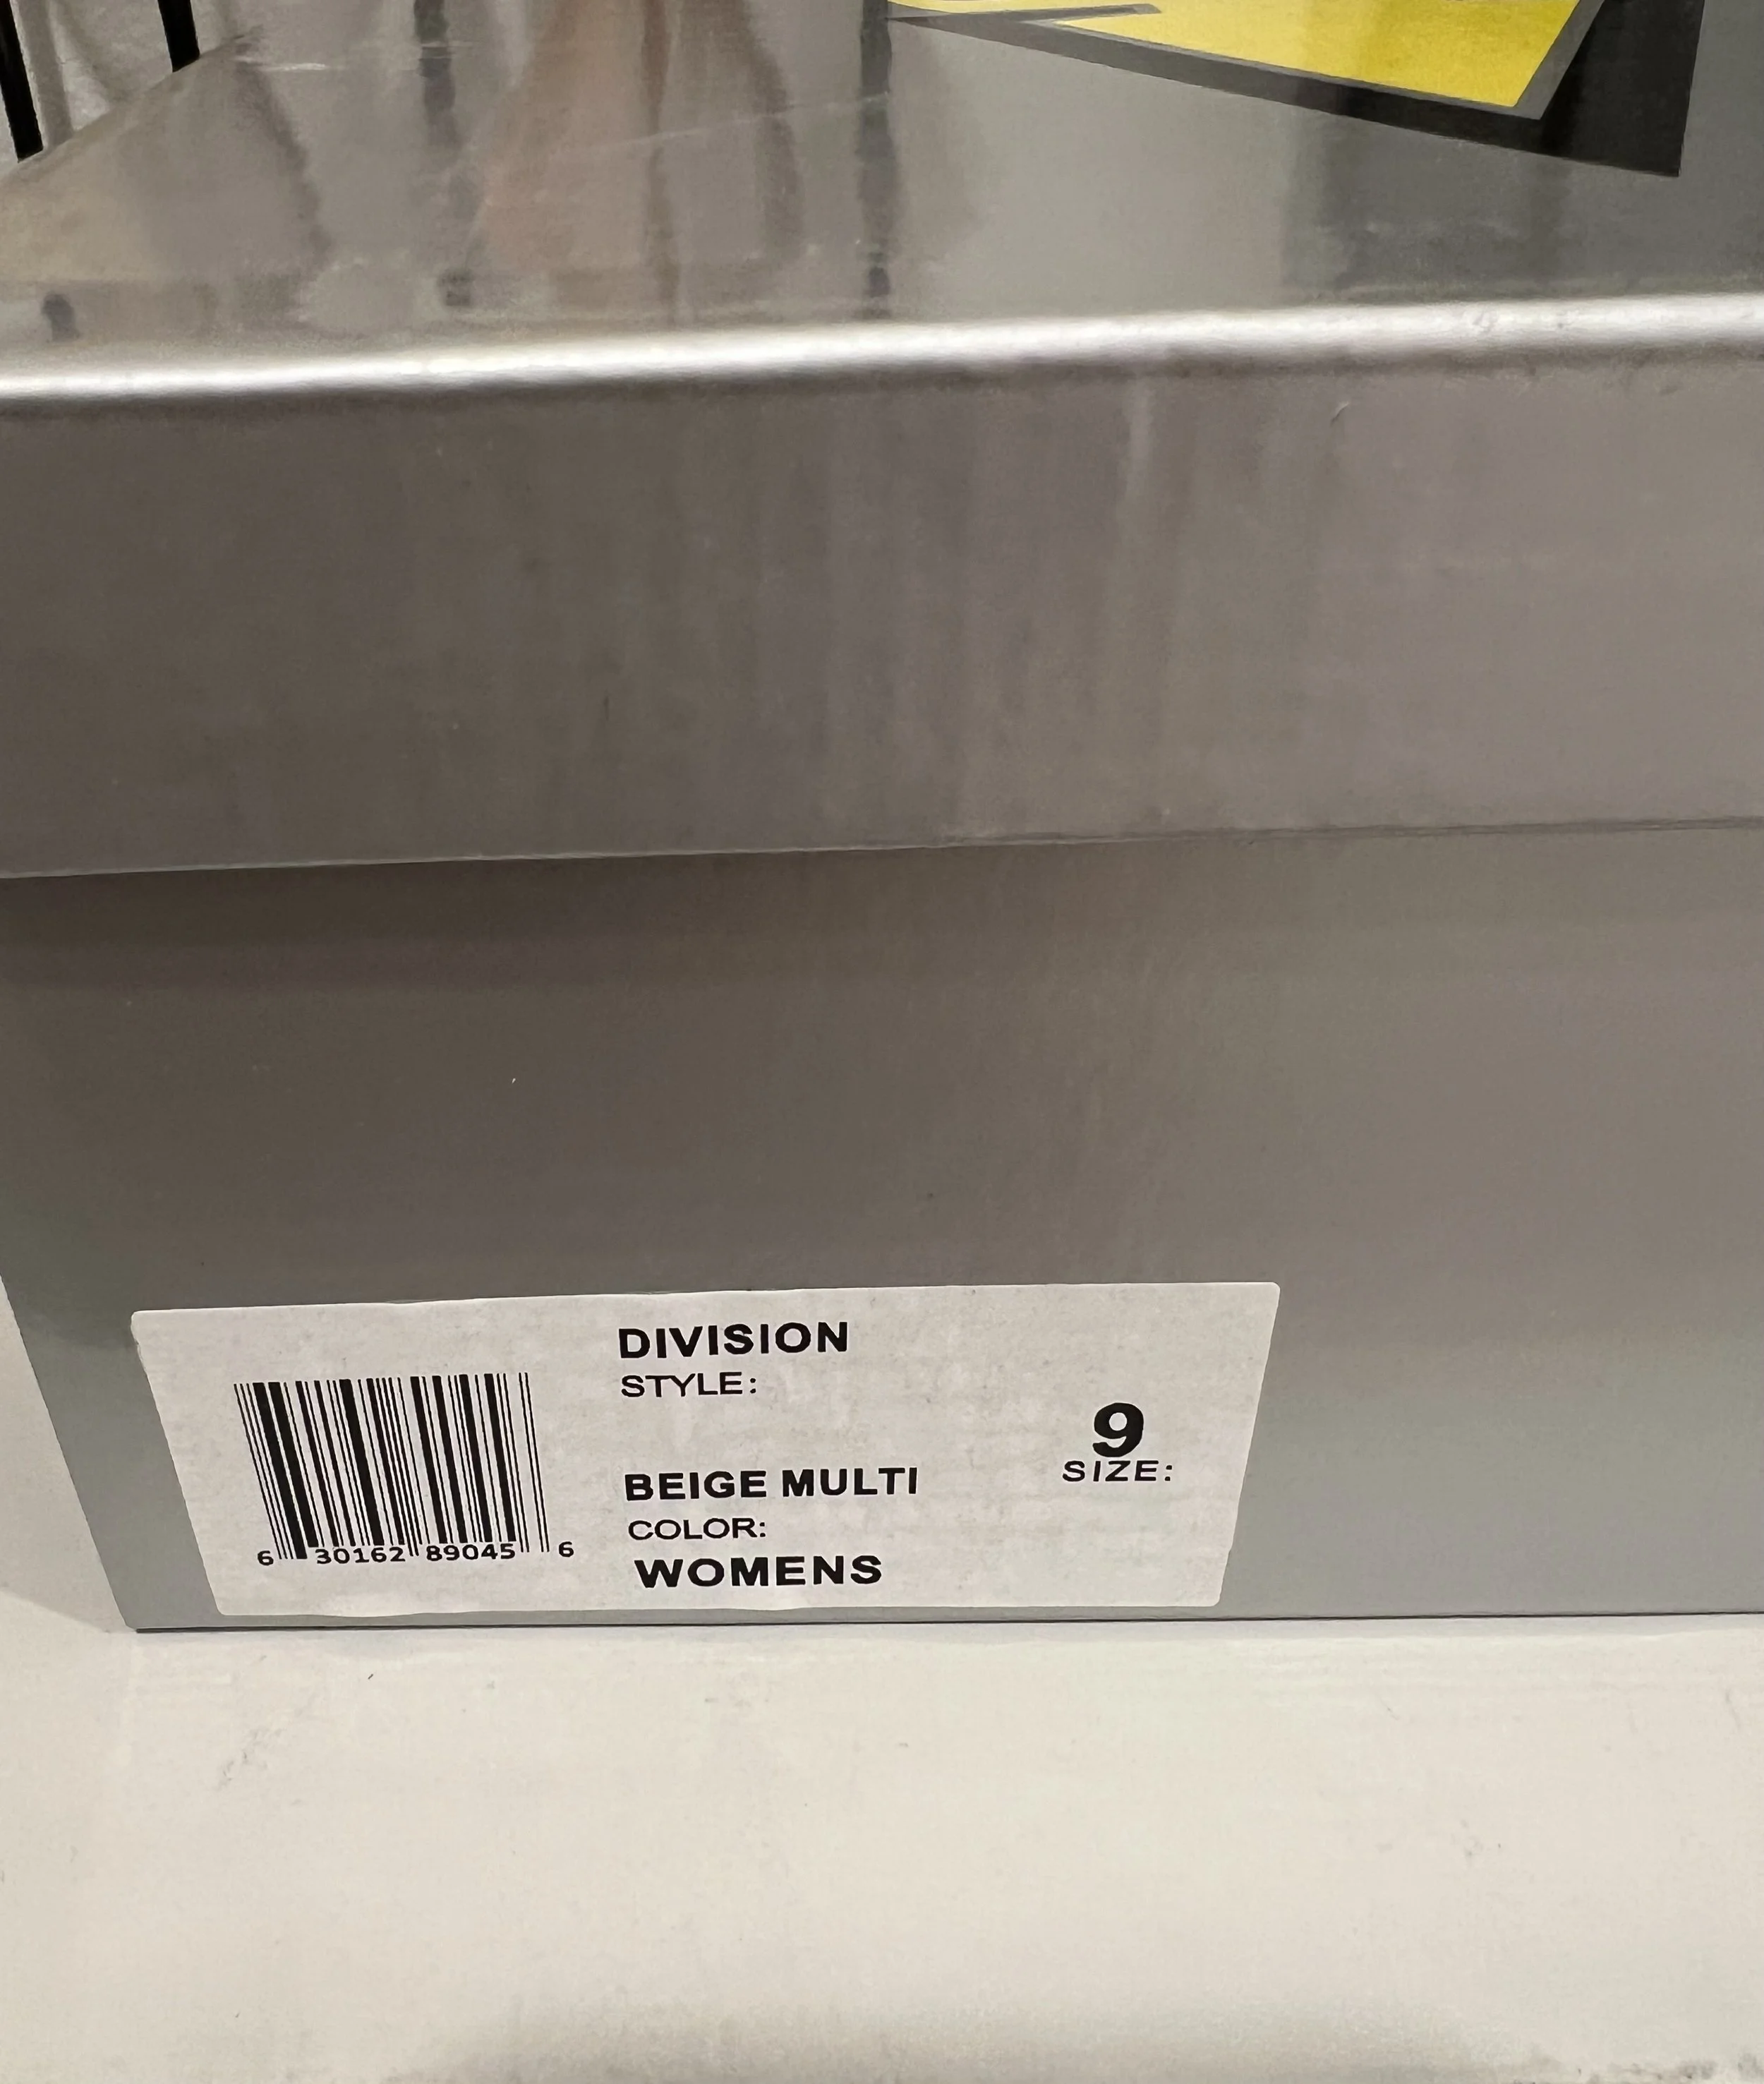 DIVISION
STYLE:
9
SIZE:
BEIGE MULTI
COLOR:
WOMENS
6 30162 89045 6